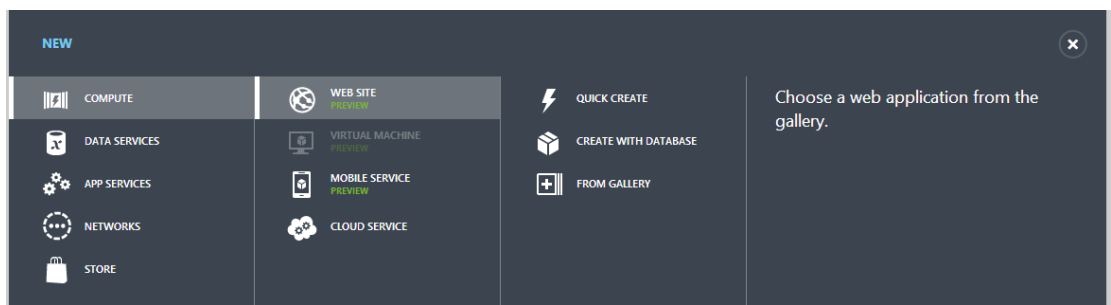 NEW
COMPUTE
DATA SERVICES
APP SERVICES
NETWORKS
STORE
WEB SITE
PREVIEW
VIRTUAL MACHINE
PREVIEW
MOBILE SERVICE
PREVIEW
CLOUD SERVICE
QUICK CREATE
CREATE WITH DATABASE
FROM GALLERY
Choose a web application from the
gallery.